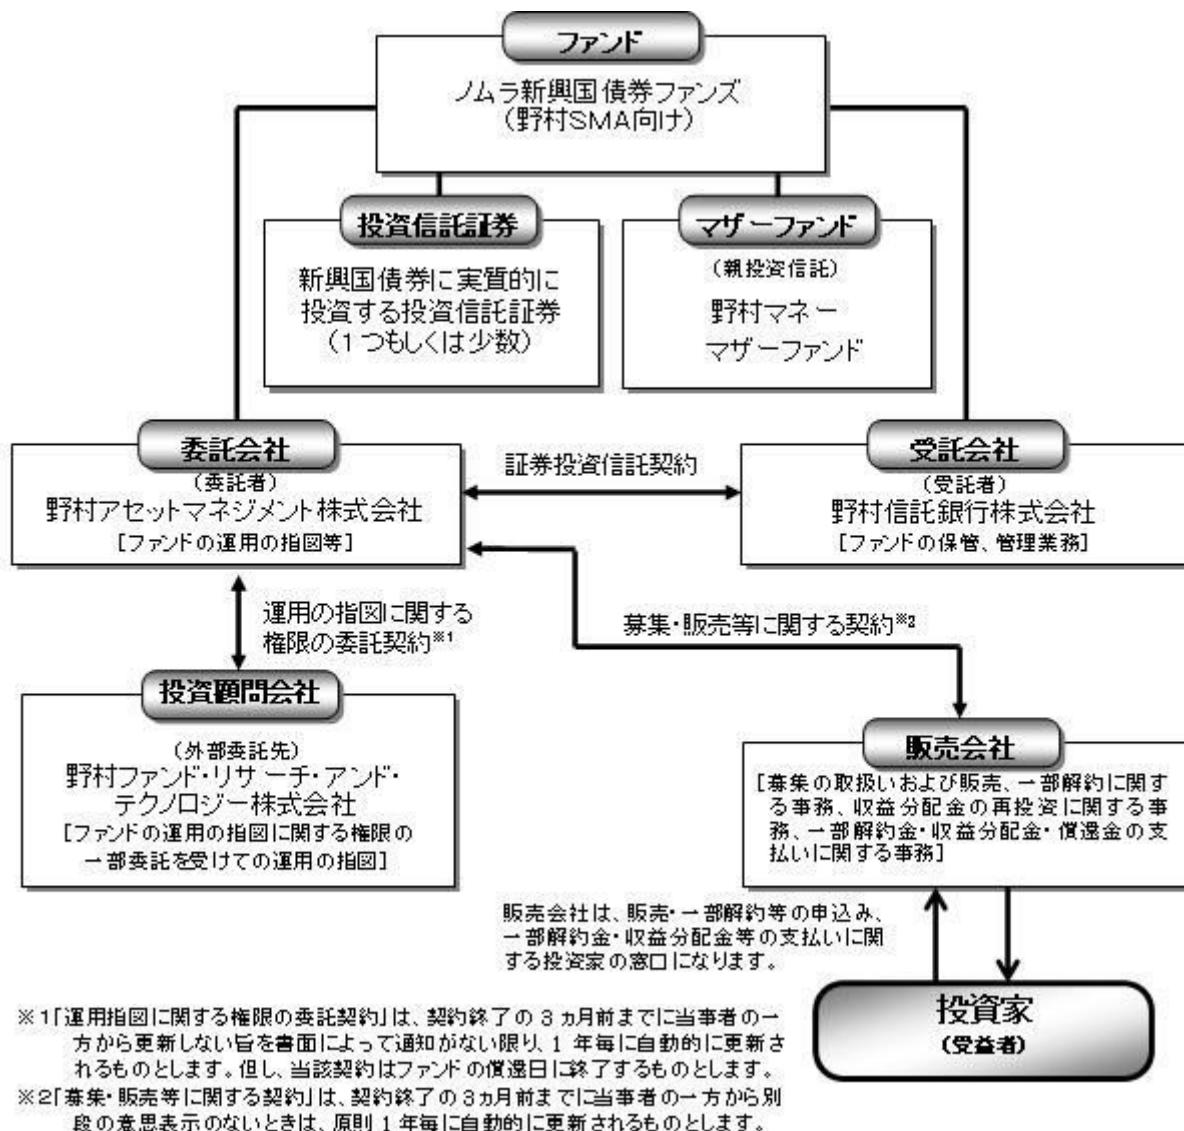 ファンド
ノムラ新興国債券ファンズ
（野村SMA向け）
投資信託証券
新興国債券に実質的に
投資する投資信託証券
（1つもしくは少数）
マザーファンド
（親投資信託）
野村マネー
マザーファンド
委託会社
（委託者）
野村アセットマネジメント株式会社
［ファンドの運用の指図等］
証券投資信託契約
受託会社
（受託者）
野村信託銀行株式会社
［ファンドの保管、管理業務］
運用の指図に関する
権限の委託契約※1
募集・販売等に関する契約※2
投資顧問会社
（外部委託先）
野村ファンド・リサーチ・アンド・
テクノロジー株式会社
［ファンドの運用の指図に関する権限の
一部委託を受けての運用の指図］
販売会社
［募集の取扱いおよび販売、一部解約に関す
る事務、収益分配金の再投資に関する事
務、一部解約金・収益分配金・償還金の支
払いに関する事務］
販売会社は、販売・一部解約等の申込み、
一部解約金・収益分配金等の支払いに関
する投資家の窓口になります。
投資家
（受益者）
※1「運用指図に関する権限の委託契約」は、契約終了の3ヵ月前までに当事者の一
方から更新しない旨を書面によって通知がない限り、1年毎に自動的に更新さ
れるものとします。但し、当該契約はファンドの償還日に終了するものとします。
※2「募集・販売等に関する契約」は、契約終了の3ヵ月前までに当事者の一方から別
段の意思表示のないときは、原則1年毎に自動的に更新されるものとします。